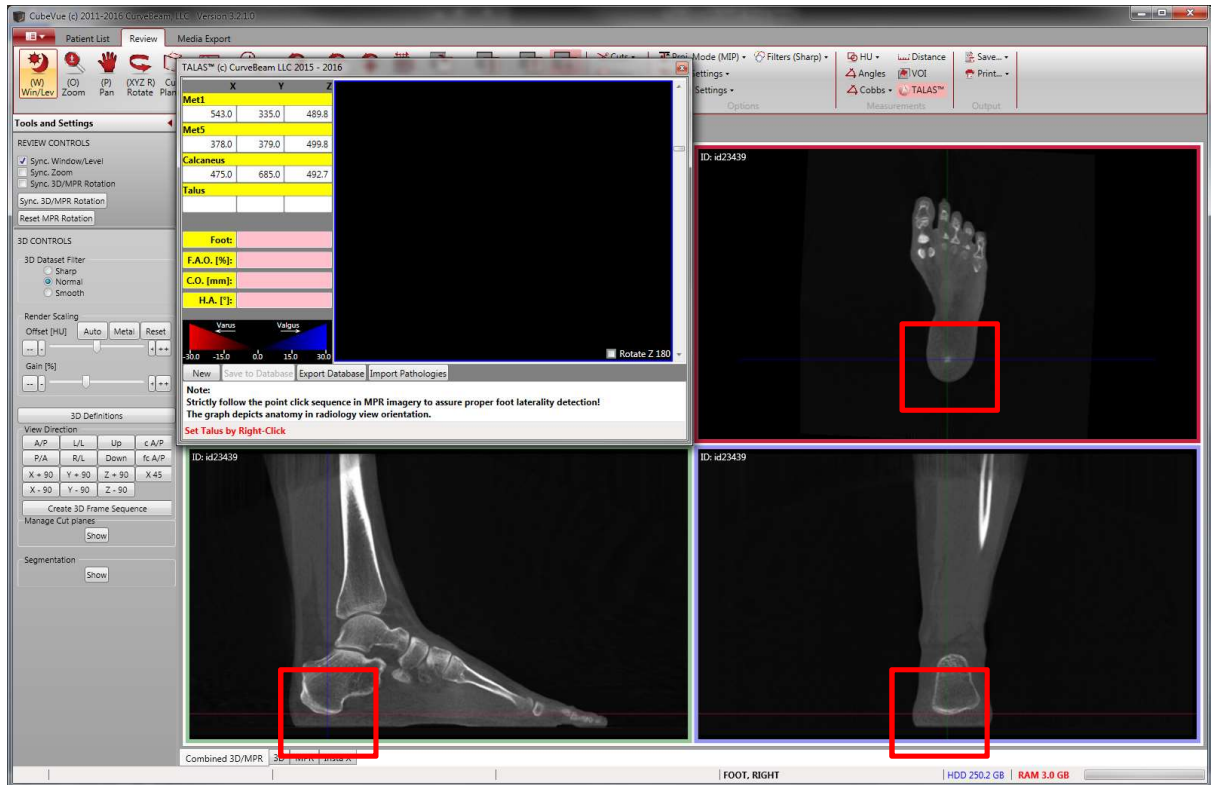 CubeVue (c) 2011-2016 CurveBeam LLC - Version 3.2.1.0
Patient List Review Media Export
(W) Win/Lev
(O) Zoom
(P) Pan
(XYZ R) Rotate
Mode (MIP) Filters (Sharp)
Options
HU Distance
Angles VOI
Cobbs TALAS™
Measurements
Save...
Print...
Output
Tools and Settings
REVIEW CONTROLS
Sync. Window/Level
Sync. Zoom
Sync. 3D/MPR Rotation
Sync. 3D/MPR Rotation
Reset MPR Rotation
3D CONTROLS
3D Dataset Filter
Sharp
Normal
Smooth
Render Scaling
Offset [HU] Auto Metal Reset
-- - + ++
Gain [%]
-- - + ++
3D Definitions
View Direction
A/P L/L Up c A/P
P/A R/L Down fc A/P
X + 90 Y + 90 Z + 90 X 45
X - 90 Y - 90 Z - 90
Create 3D Frame Sequence
Manage Cut planes
Show
Segmentation
Show
TALAS™ (c) CurveBeam LLC 2015 - 2016
X Y Z
Met1
543.0 335.0 489.8
Met5
378.0 379.0 499.8
Calcaneus
475.0 685.0 492.7
Talus
Foot:
F.A.O. [%]:
C.O. [mm]:
H.A. [°]:
Varus Valgus
-30.0 -15.0 0.0 15.0 30.0
Rotate Z 180
New Save to Database Export Database Import Pathologies
Note:
Strictly follow the point click sequence in MPR imagery to assure proper foot laterality detection!
The graph depicts anatomy in radiology view orientation.
Set Talus by Right-Click
ID: id23439
ID: id23439
ID: id23439
Combined 3D/MPR 3D MPR Insta X
FOOT, RIGHT HDD 250.2 GB RAM 3.0 GB